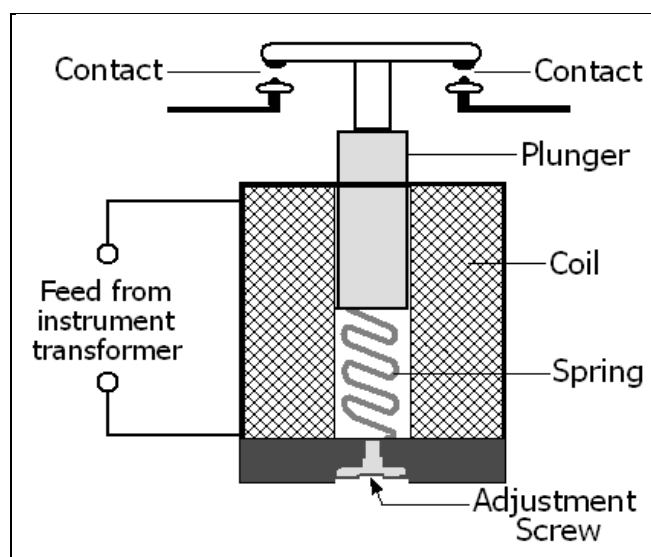 Contact
Contact
Plunger
Coil
Feed from
instrument
transformer
Spring
Adjustment
Screw